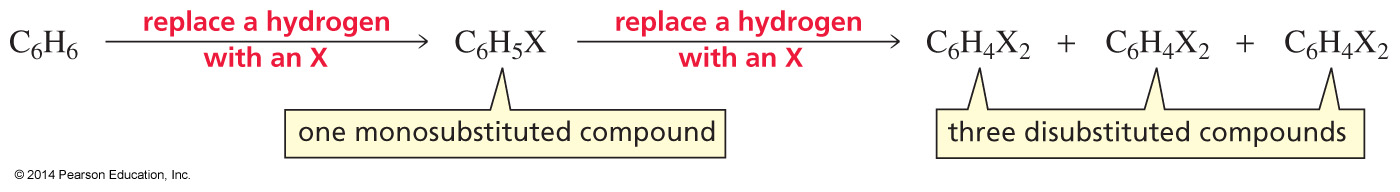 replace a hydrogen replace a hydrogen
C₆H₆ C₆H₅X C₆H₄X₂ + C₆H₄X₂ + C₆H₄X₂
with an X with an X
one monosubstituted compound three disubstituted compounds
© 2014 Pearson Education, Inc.